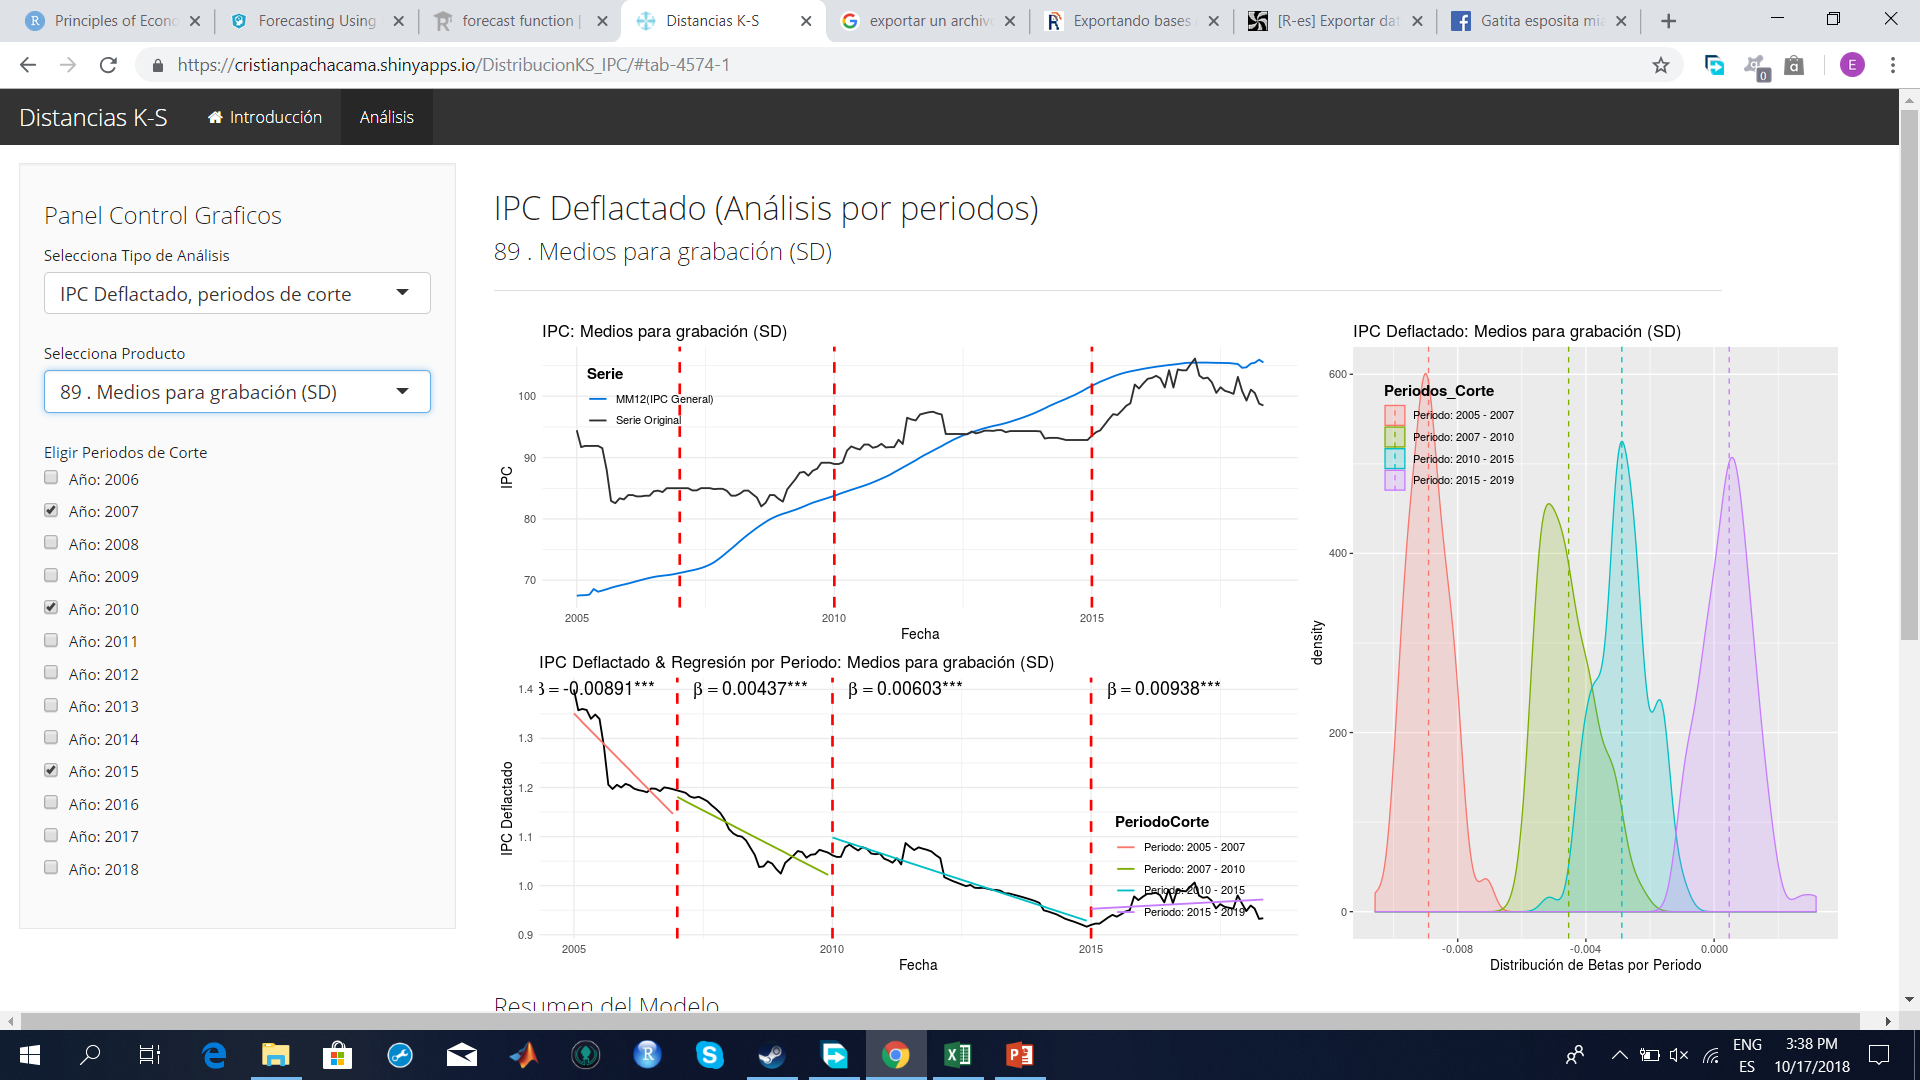 Principles of Econo
Forecasting Using
forecast function |
Distancias K-S
exportar un archivo
Exportando bases
[R-es] Exportar dat
Gatita esposita mia
https://cristianpachacama.shinyapps.io/DistribucionKS_IPC/#tab-4574-1
0
E
Distancias K-S
Introducción
Análisis
Panel Control Graficos
Selecciona Tipo de Análisis
IPC Deflactado, periodos de corte
Selecciona Producto
89 . Medios para grabación (SD)
Eligir Periodos de Corte
Año: 2006
Año: 2007
Año: 2008
Año: 2009
Año: 2010
Año: 2011
Año: 2012
Año: 2013
Año: 2014
Año: 2015
Año: 2016
Año: 2017
Año: 2018
IPC Deflactado (Análisis por periodos)
89 . Medios para grabación (SD)
IPC: Medios para grabación (SD)
Serie
MM12(IPC General)
Serie Original
100
90
80
70
IPC
2005
2010
2015
Fecha
IPC Deflactado & Regresión por Periodo: Medios para grabación (SD)
β = -0.00891***
β = 0.00437***
β = 0.00603***
β = 0.00938***
1.4
1.3
1.2
1.1
1.0
0.9
IPC Deflactado
PeriodoCorte
Periodo: 2005 - 2007
Periodo: 2007 - 2010
Periodo: 2010 - 2015
Periodo: 2015 - 2019
2005
2010
2015
Fecha
IPC Deflactado: Medios para grabación (SD)
Periodos_Corte
Periodo: 2005 - 2007
Periodo: 2007 - 2010
Periodo: 2010 - 2015
Periodo: 2015 - 2019
600
400
200
0
density
-0.008
-0.004
0.000
Distribución de Betas por Periodo
Resumen del Modelo
ENG
ES
3:38 PM
10/17/2018